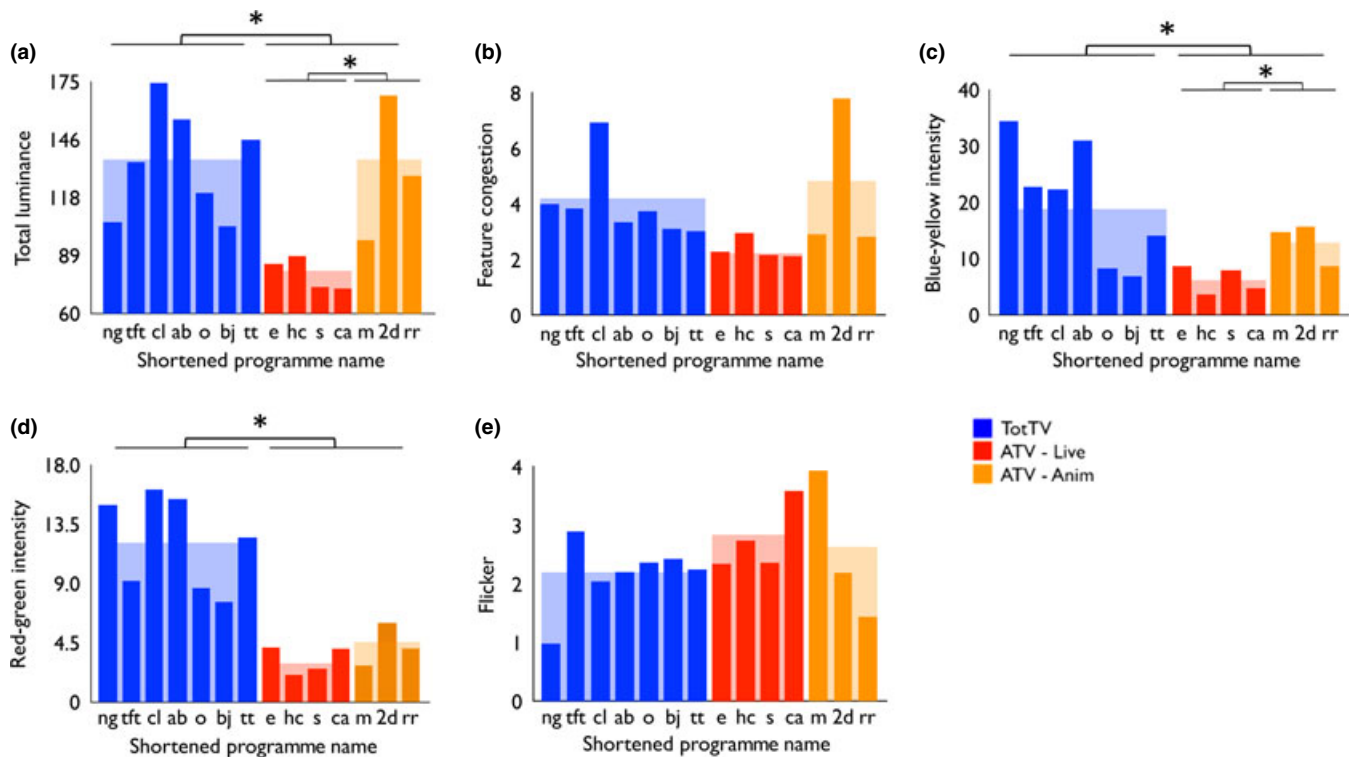 (a)
*
*
Total luminance
175
146
118
89
60
ng tft cl ab o bj tt e hc s ca m 2d rr
Shortened programme name
(b)
Feature congestion
8
6
4
2
0
ng tft cl ab o bj tt e hc s ca m 2d rr
Shortened programme name
(c)
*
*
Blue-yellow intensity
40
30
20
10
0
ng tft cl ab o bj tt e hc s ca m 2d rr
Shortened programme name
(d)
*
Red-green intensity
18.0
13.5
9.0
4.5
0
ng tft cl ab o bj tt e hc s ca m 2d rr
Shortened programme name
(e)
Flicker
4
3
2
1
0
ng tft cl ab o bj tt e hc s ca m 2d rr
Shortened programme name
TotTV
ATV - Live
ATV - Anim